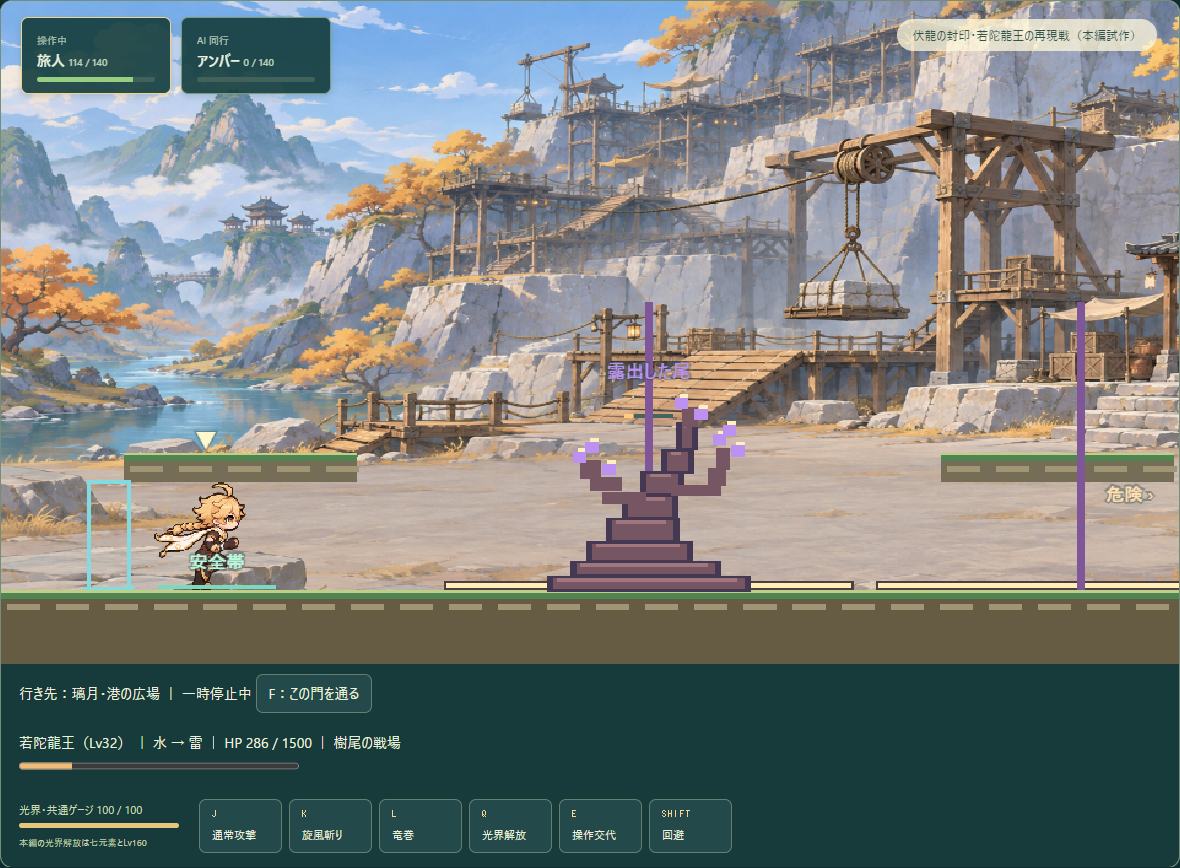 操作中
旅人 114 / 140
AI 同行
アンバー 0 / 140
伏龍の封印・若陀龍王の再現戦（本編試作）
露出した尾
危険›
安全帯
行き先：璃月・港の広場 | 一時停止中
F：この門を通る
若陀龍王（Lv32） | 水 → 雷 | HP 286 / 1500 | 樹尾の戦場
光界・共通ゲージ 100 / 100
本編の光界解放は七元素とLv160
J
通常攻撃
K
旋風斬り
L
竜巻
Q
光界解放
E
操作交代
SHIFT
回避